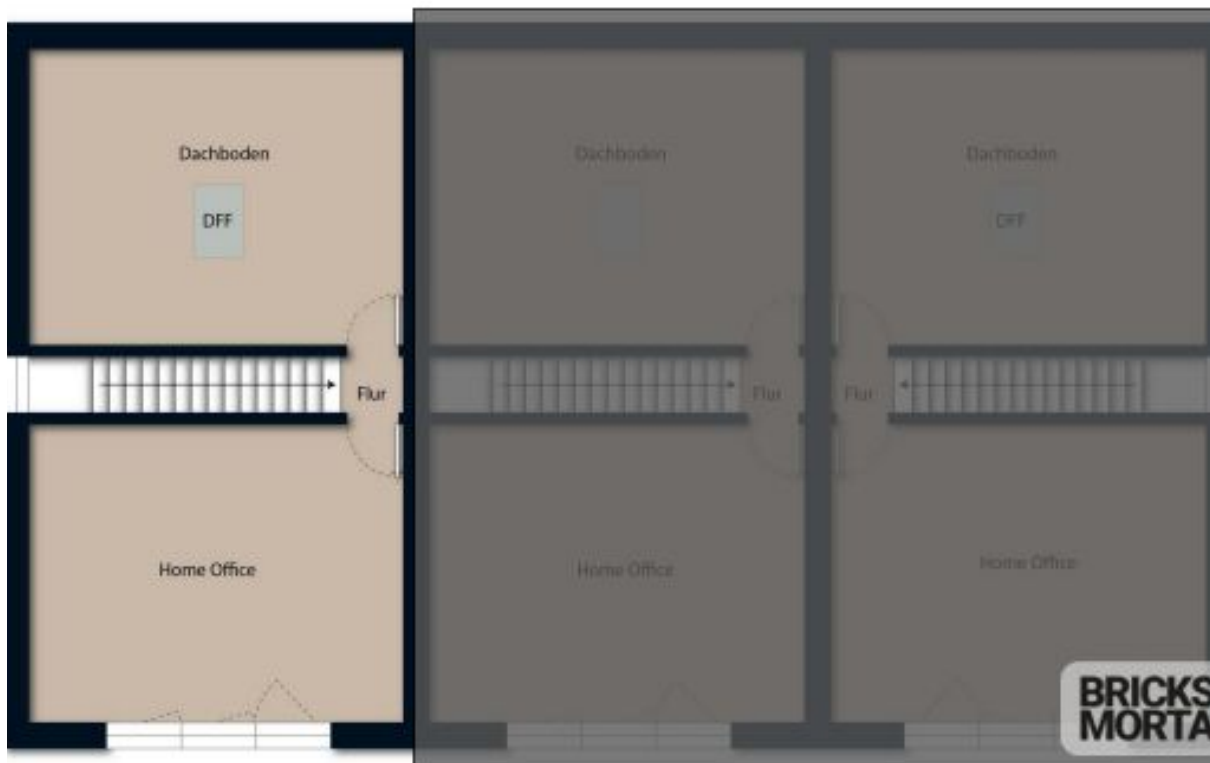 Dachboden
Dachboden
Dachboden
DFF
DFF
Flur
Flur
Flur
Home Office
Home Office
Home Office
BRICKS
MORTA